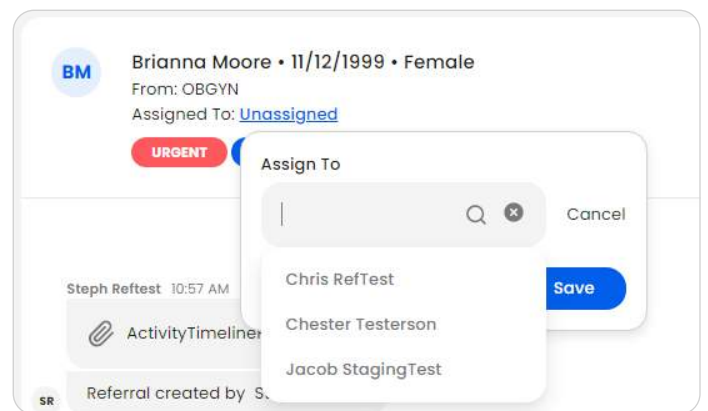 BM
Brianna Moore • 11/12/1999 • Female
From: OBGYN
Assigned To: Unassigned
URGENT
Assign To
Cancel
Chris RefTest
Save
Chester Testerson
Jacob StagingTest
Steph Reftest 10:57 AM
SR
Referral created by